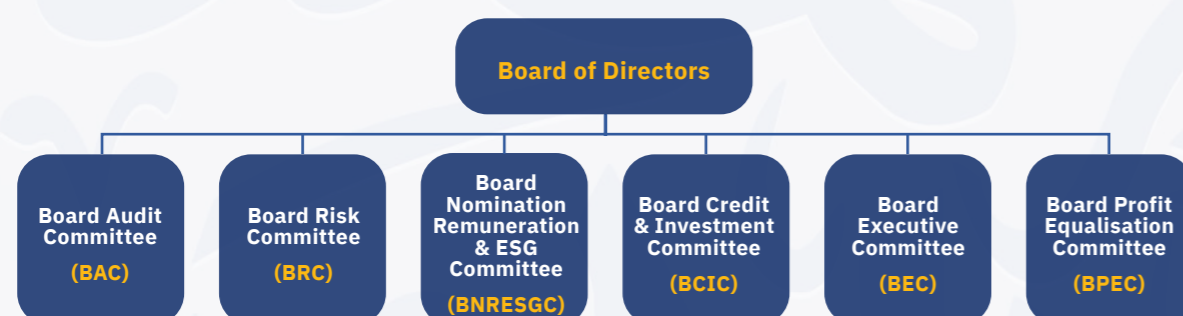 Board of Directors
Board Audit
Committee
(BAC)
Board Risk
Committee
(BRC)
Board
Nomination
Remuneration
& ESG
Committee
(BNRESGC)
Board Credit
& Investment
Committee
(BCIC)
Board
Executive
Committee
(BEC)
Board Profit
Equalisation
Committee
(BPEC)